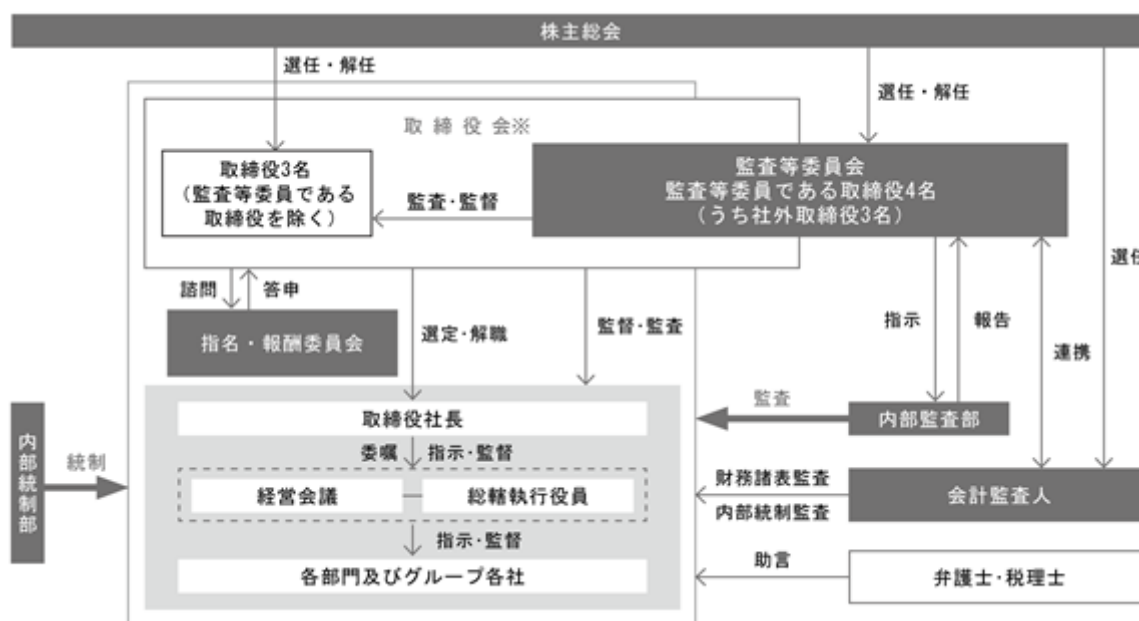 株主総会
選任・解任
選任・解任
取締役会※
取締役3名
(監査等委員である
取締役を除く)
監査・監督
監査等委員会
監査等委員である取締役4名
(うち社外取締役3名)
選任
諮問
答申
指名・報酬委員会
選定・解職
監督・監査
指示
報告
連携
取締役社長
監査
内部監査部
内部統制部
統制
委嘱
指示・監督
経営会議
総轄執行役員
財務諸表監査
内部統制監査
会計監査人
指示・監督
各部門及びグループ各社
助言
弁護士・税理士